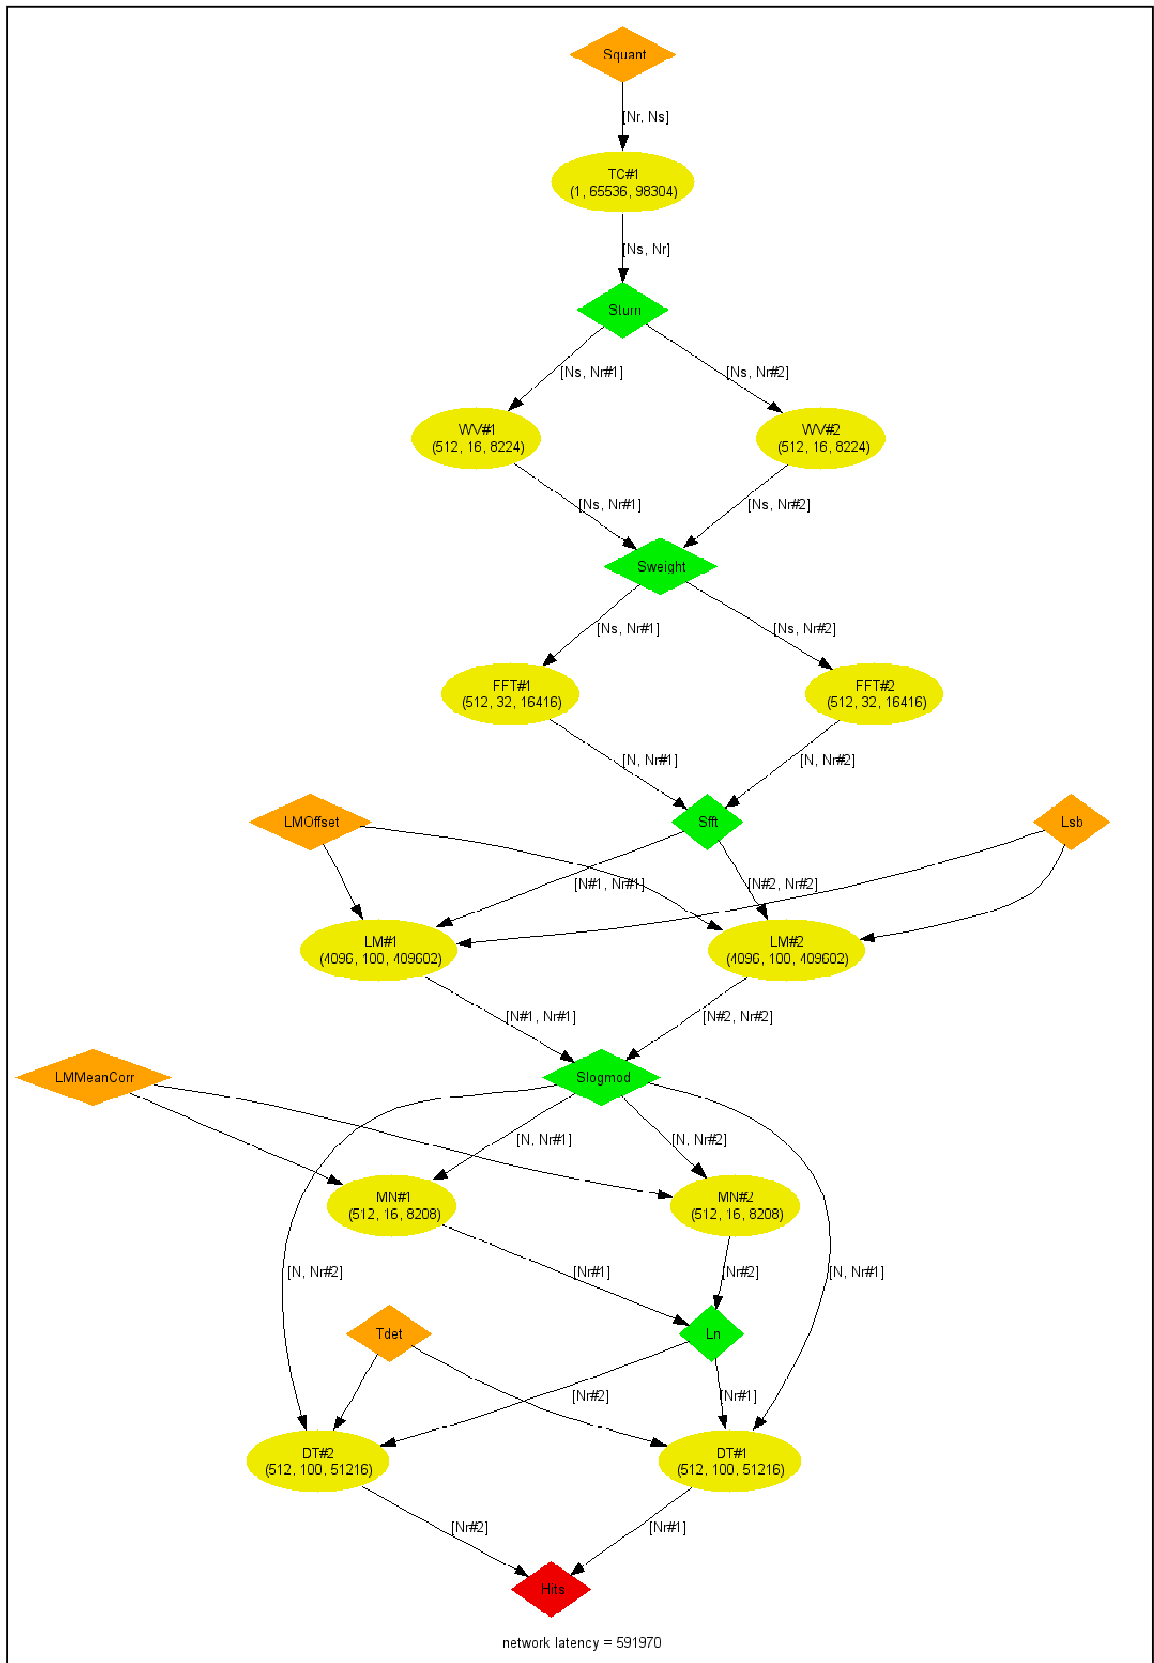 Squant
[Nr, Ns]
TC#1
(1, 65536, 98304)
[Ns, Nr]
Sturn
[Ns, Nr#1]
[Ns, Nr#2]
WV#1
(512, 16, 8224)
WV#2
(512, 16, 8224)
[Ns, Nr#1]
[Ns, Nr#2]
Sweight
[Ns, Nr#1]
[Ns, Nr#2]
FFT#1
(512, 32, 16416)
FFT#2
(512, 32, 16416)
[N, Nr#1]
[N, Nr#2]
LMOffset
Sfft
Lsb
[N#1, Nr#1]
[N#2, Nr#2]
LM#1
(4096, 100, 409602)
LM#2
(4096, 100, 409602)
[N#1, Nr#1]
[N#2, Nr#2]
LMMeanCorr
Slogmod
[N, Nr#1]
[N, Nr#2]
MN#1
(512, 16, 8208)
MN#2
(512, 16, 8208)
[N, Nr#2]
[Nr#1]
[Nr#2]
[N, Nr#1]
Tdet
Ln
[Nr#2]
[Nr#1]
DT#2
(512, 100, 51216)
DT#1
(512, 100, 51216)
[Nr#2]
[Nr#1]
Hits
network latency = 591970